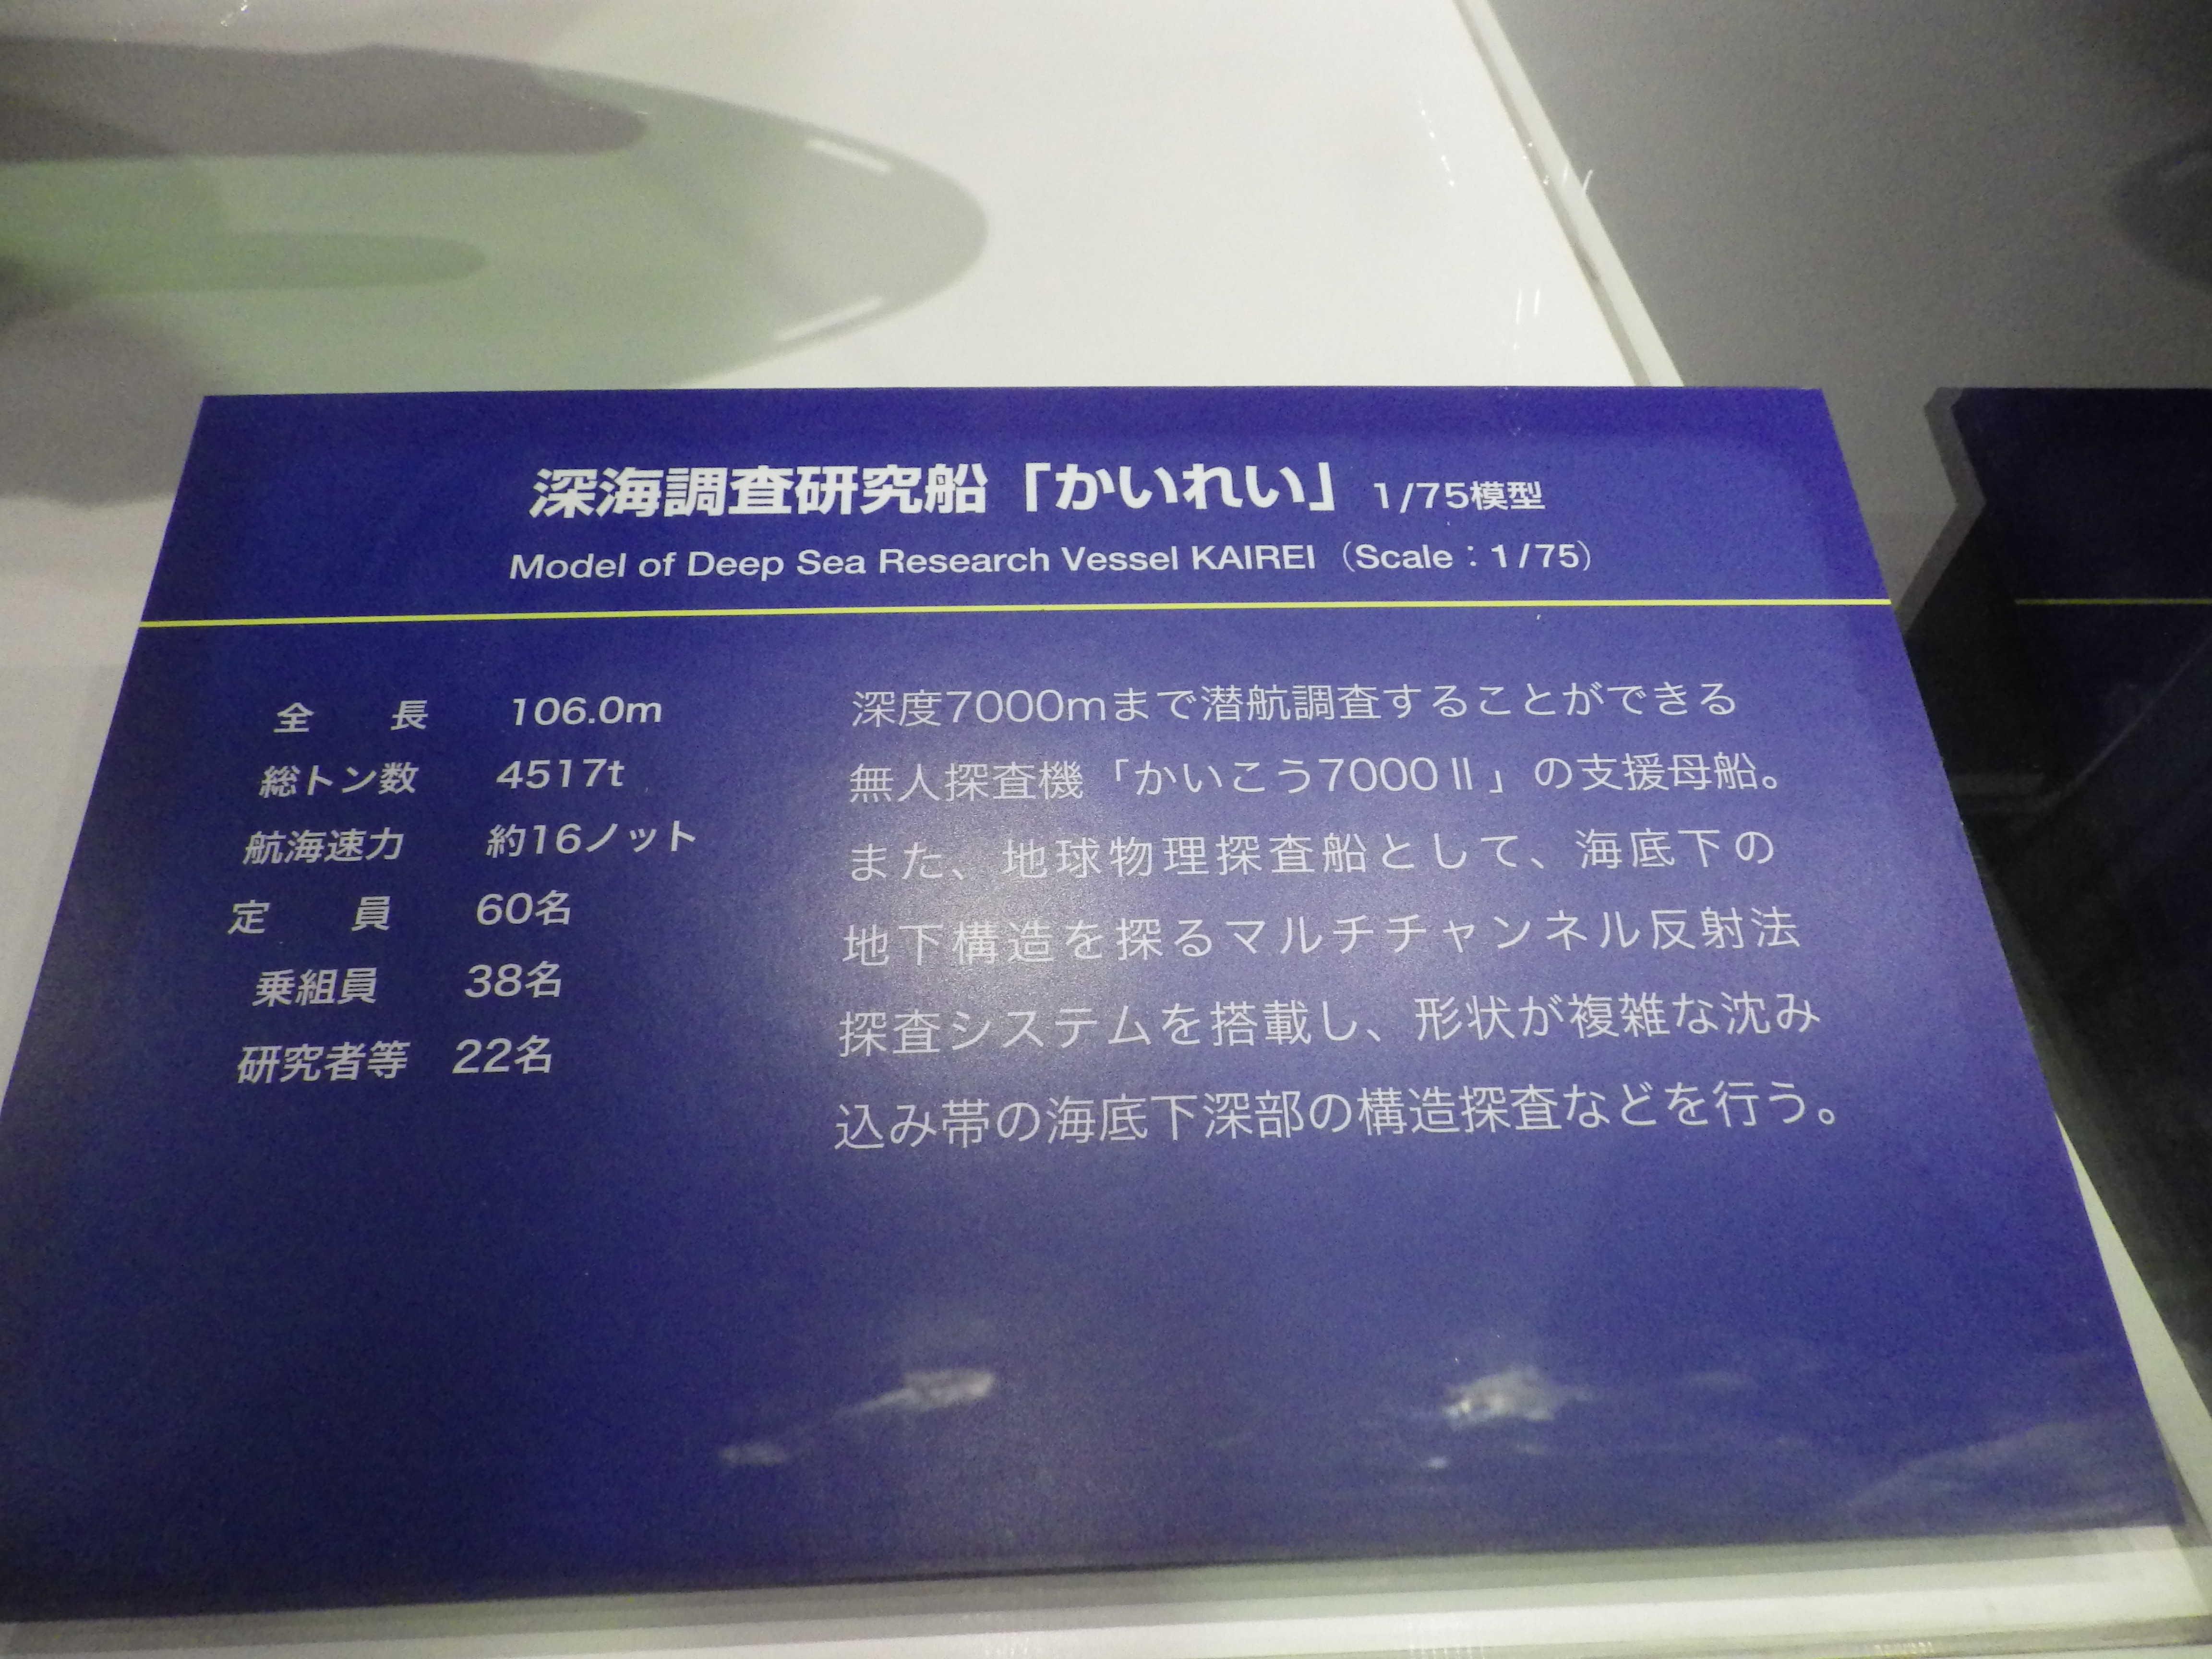 深海調査研究船「かいれい」 1/75模型
Model of Deep Sea Research Vessel KAIREI（Scale：1/75）
全　長　106.0m
総トン数　4517t
航海速力　約16ノット
定　員　60名
乗組員　38名
研究者等　22名
深度7000mまで潜航調査することができる
無人探査機「かいこう7000Ⅱ」の支援母船。
また、地球物理探査船として、海底下の
地下構造を探るマルチチャンネル反射法
探査システムを搭載し、形状が複雑な沈み
込み帯の海底下深部の構造探査などを行う。